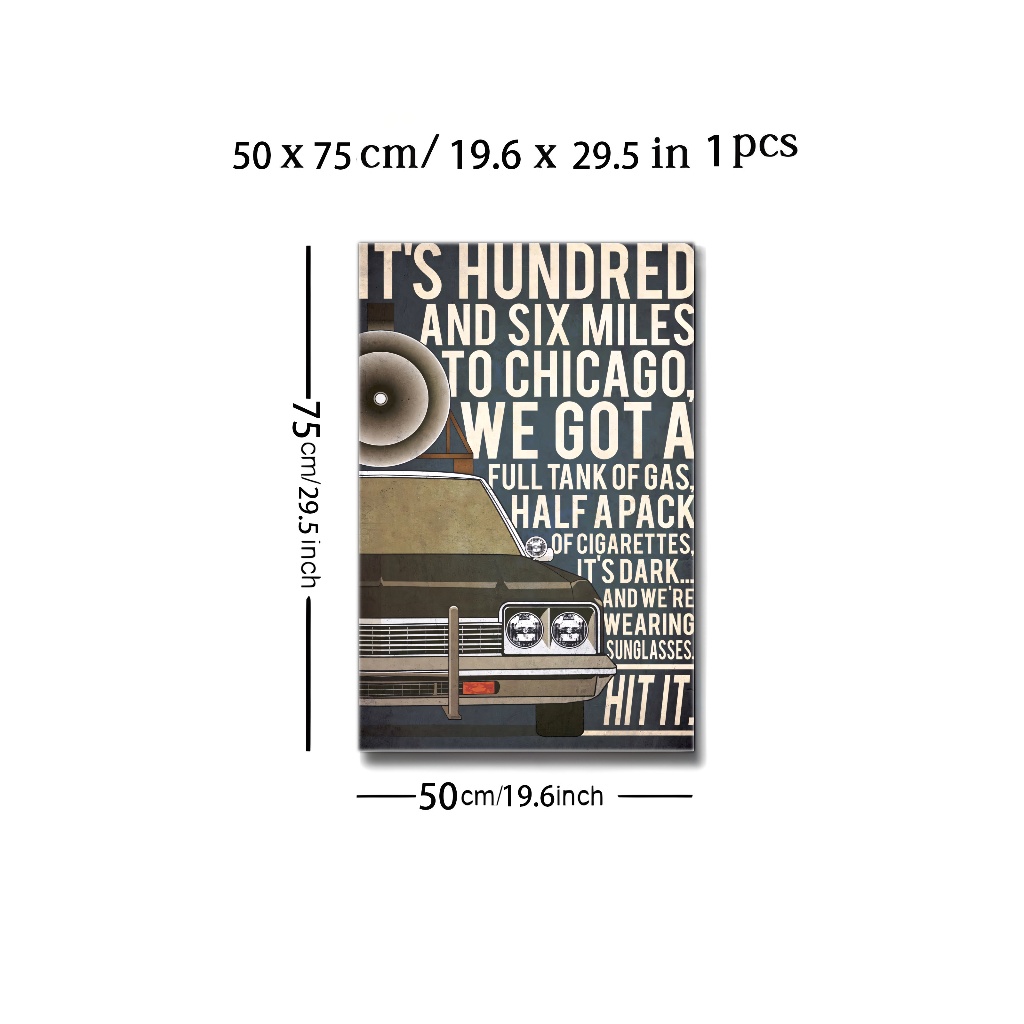 50 x 75 cm/ 19.6 x 29.5 in 1 pcs
IT'S HUNDRED
AND SIX MILES
TO CHICAGO,
WE GOT A
FULL TANK OF GAS,
HALF A PACK
OF CIGARETTES,
IT'S DARK...
AND WE'RE
WEARING
SUNGLASSES.
HIT IT.
75cm/29.5inch
50cm/19.6inch